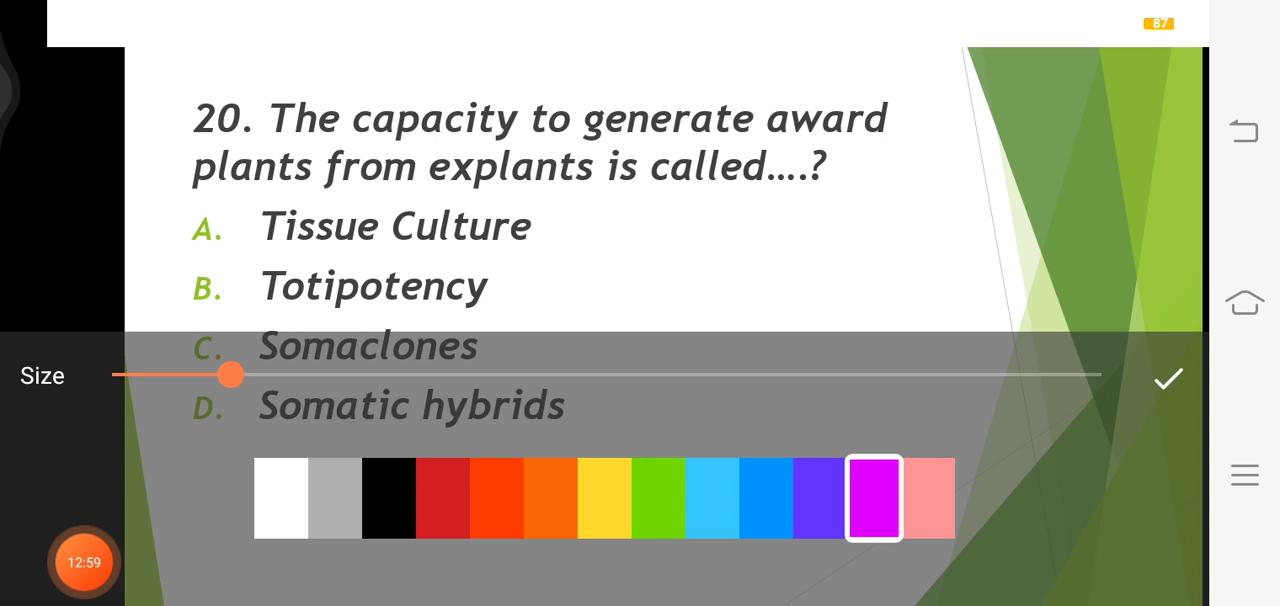 87
20. The capacity to generate award
plants from explants is called....?
A. Tissue Culture
B. Totipotency
C. Somaclones
Size
D. Somatic hybrids
12:59